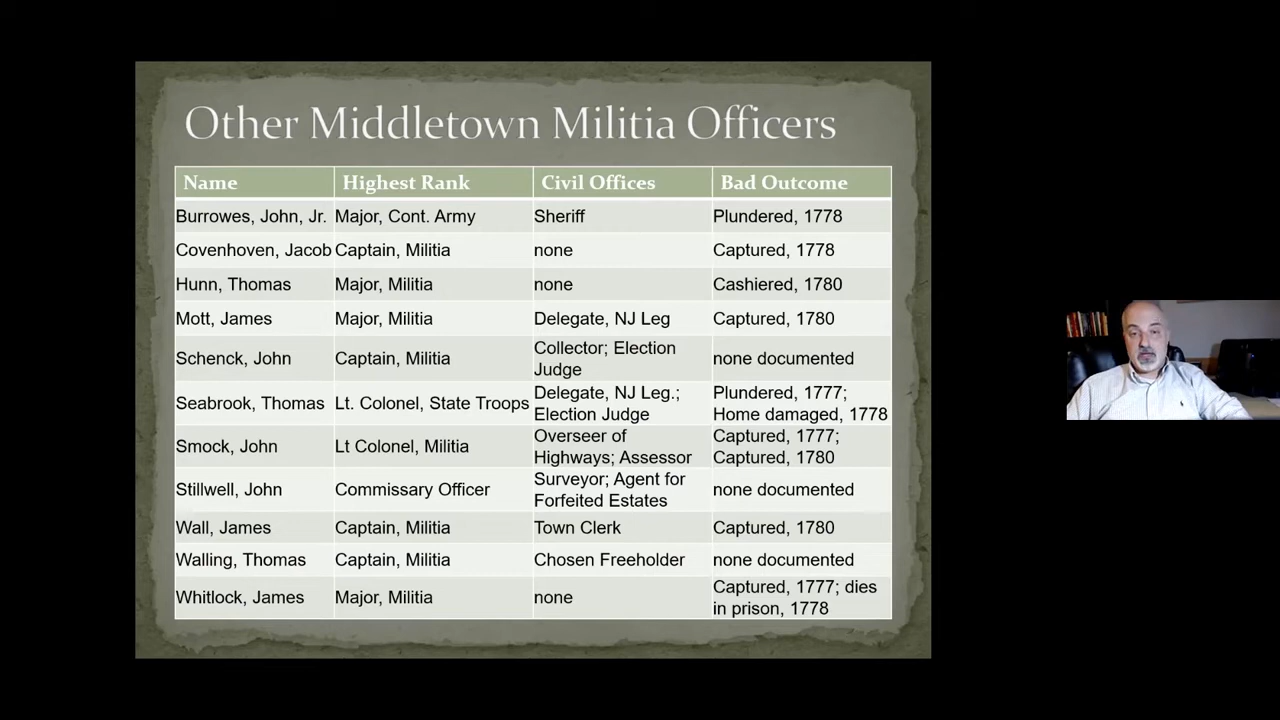 Other Middletown Militia Officers
Name Highest Rank Civil Offices Bad Outcome
Burrowes, John, Jr. Major, Cont. Army Sheriff Plundered, 1778
Covenhoven, Jacob Captain, Militia none Captured, 1778
Hunn, Thomas Major, Militia none Cashiered, 1780
Mott, James Major, Militia Delegate, NJ Leg Captured, 1780
Schenck, John Captain, Militia Collector; Election
Judge none documented
Seabrook, Thomas Lt. Colonel, State Troops Delegate, NJ Leg.;
Election Judge Plundered, 1777;
Home damaged, 1778
Smock, John Lt Colonel, Militia Overseer of
Highways; Assessor Captured, 1777;
Captured, 1780
Stillwell, John Commissary Officer Surveyor; Agent for
Forfeited Estates none documented
Wall, James Captain, Militia Town Clerk Captured, 1780
Walling, Thomas Captain, Militia Chosen Freeholder none documented
Whitlock, James Major, Militia none Captured, 1777; dies
in prison, 1778